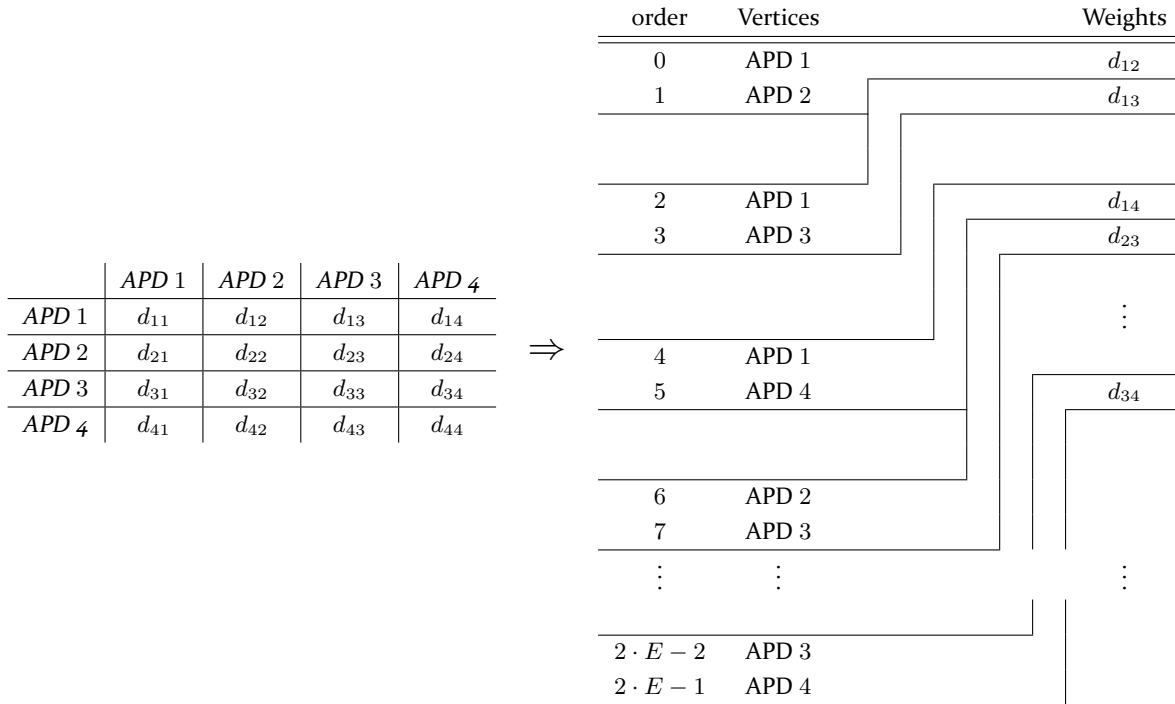 APD 1 APD 2 APD 3 APD 4
APD 1 d₁₁ d₁₂ d₁₃ d₁₄
APD 2 d₂₁ d₂₂ d₂₃ d₂₄
APD 3 d₃₁ d₃₂ d₃₃ d₃₄
APD 4 d₄₁ d₄₂ d₄₃ d₄₄
⇒
order Vertices Weights
0 APD 1 d₁₂
1 APD 2 d₁₃
2 APD 1 d₁₄
3 APD 3 d₂₃
⋮
4 APD 1
5 APD 4 d₃₄
6 APD 2
7 APD 3
⋮ ⋮ ⋮
2 · E − 2 APD 3
2 · E − 1 APD 4